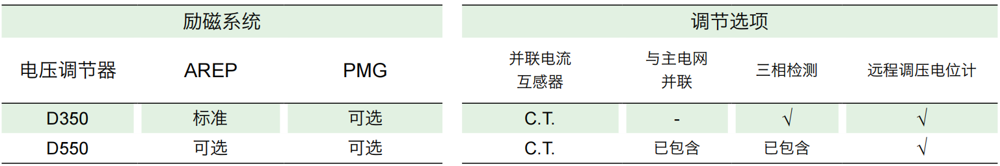 励磁系统 调节选项
电压调节器 AREP PMG 并联电流互感器 与主电网并联 三相检测 远程调压电位计
D350 标准 可选 C.T. - √ √
D550 可选 可选 C.T. 已包含 已包含 √